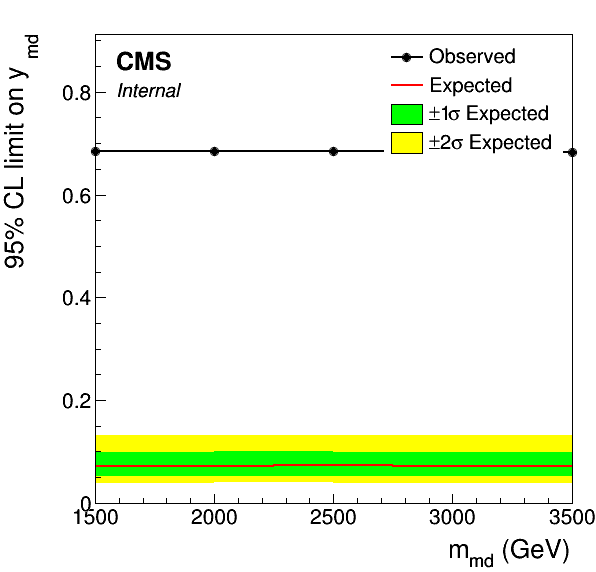 95% CL limit on y_md
CMS
Internal
Observed
Expected
±1σ Expected
±2σ Expected
0.8
0.6
0.4
0.2
0
1500 2000 2500 3000 3500
m_md (GeV)